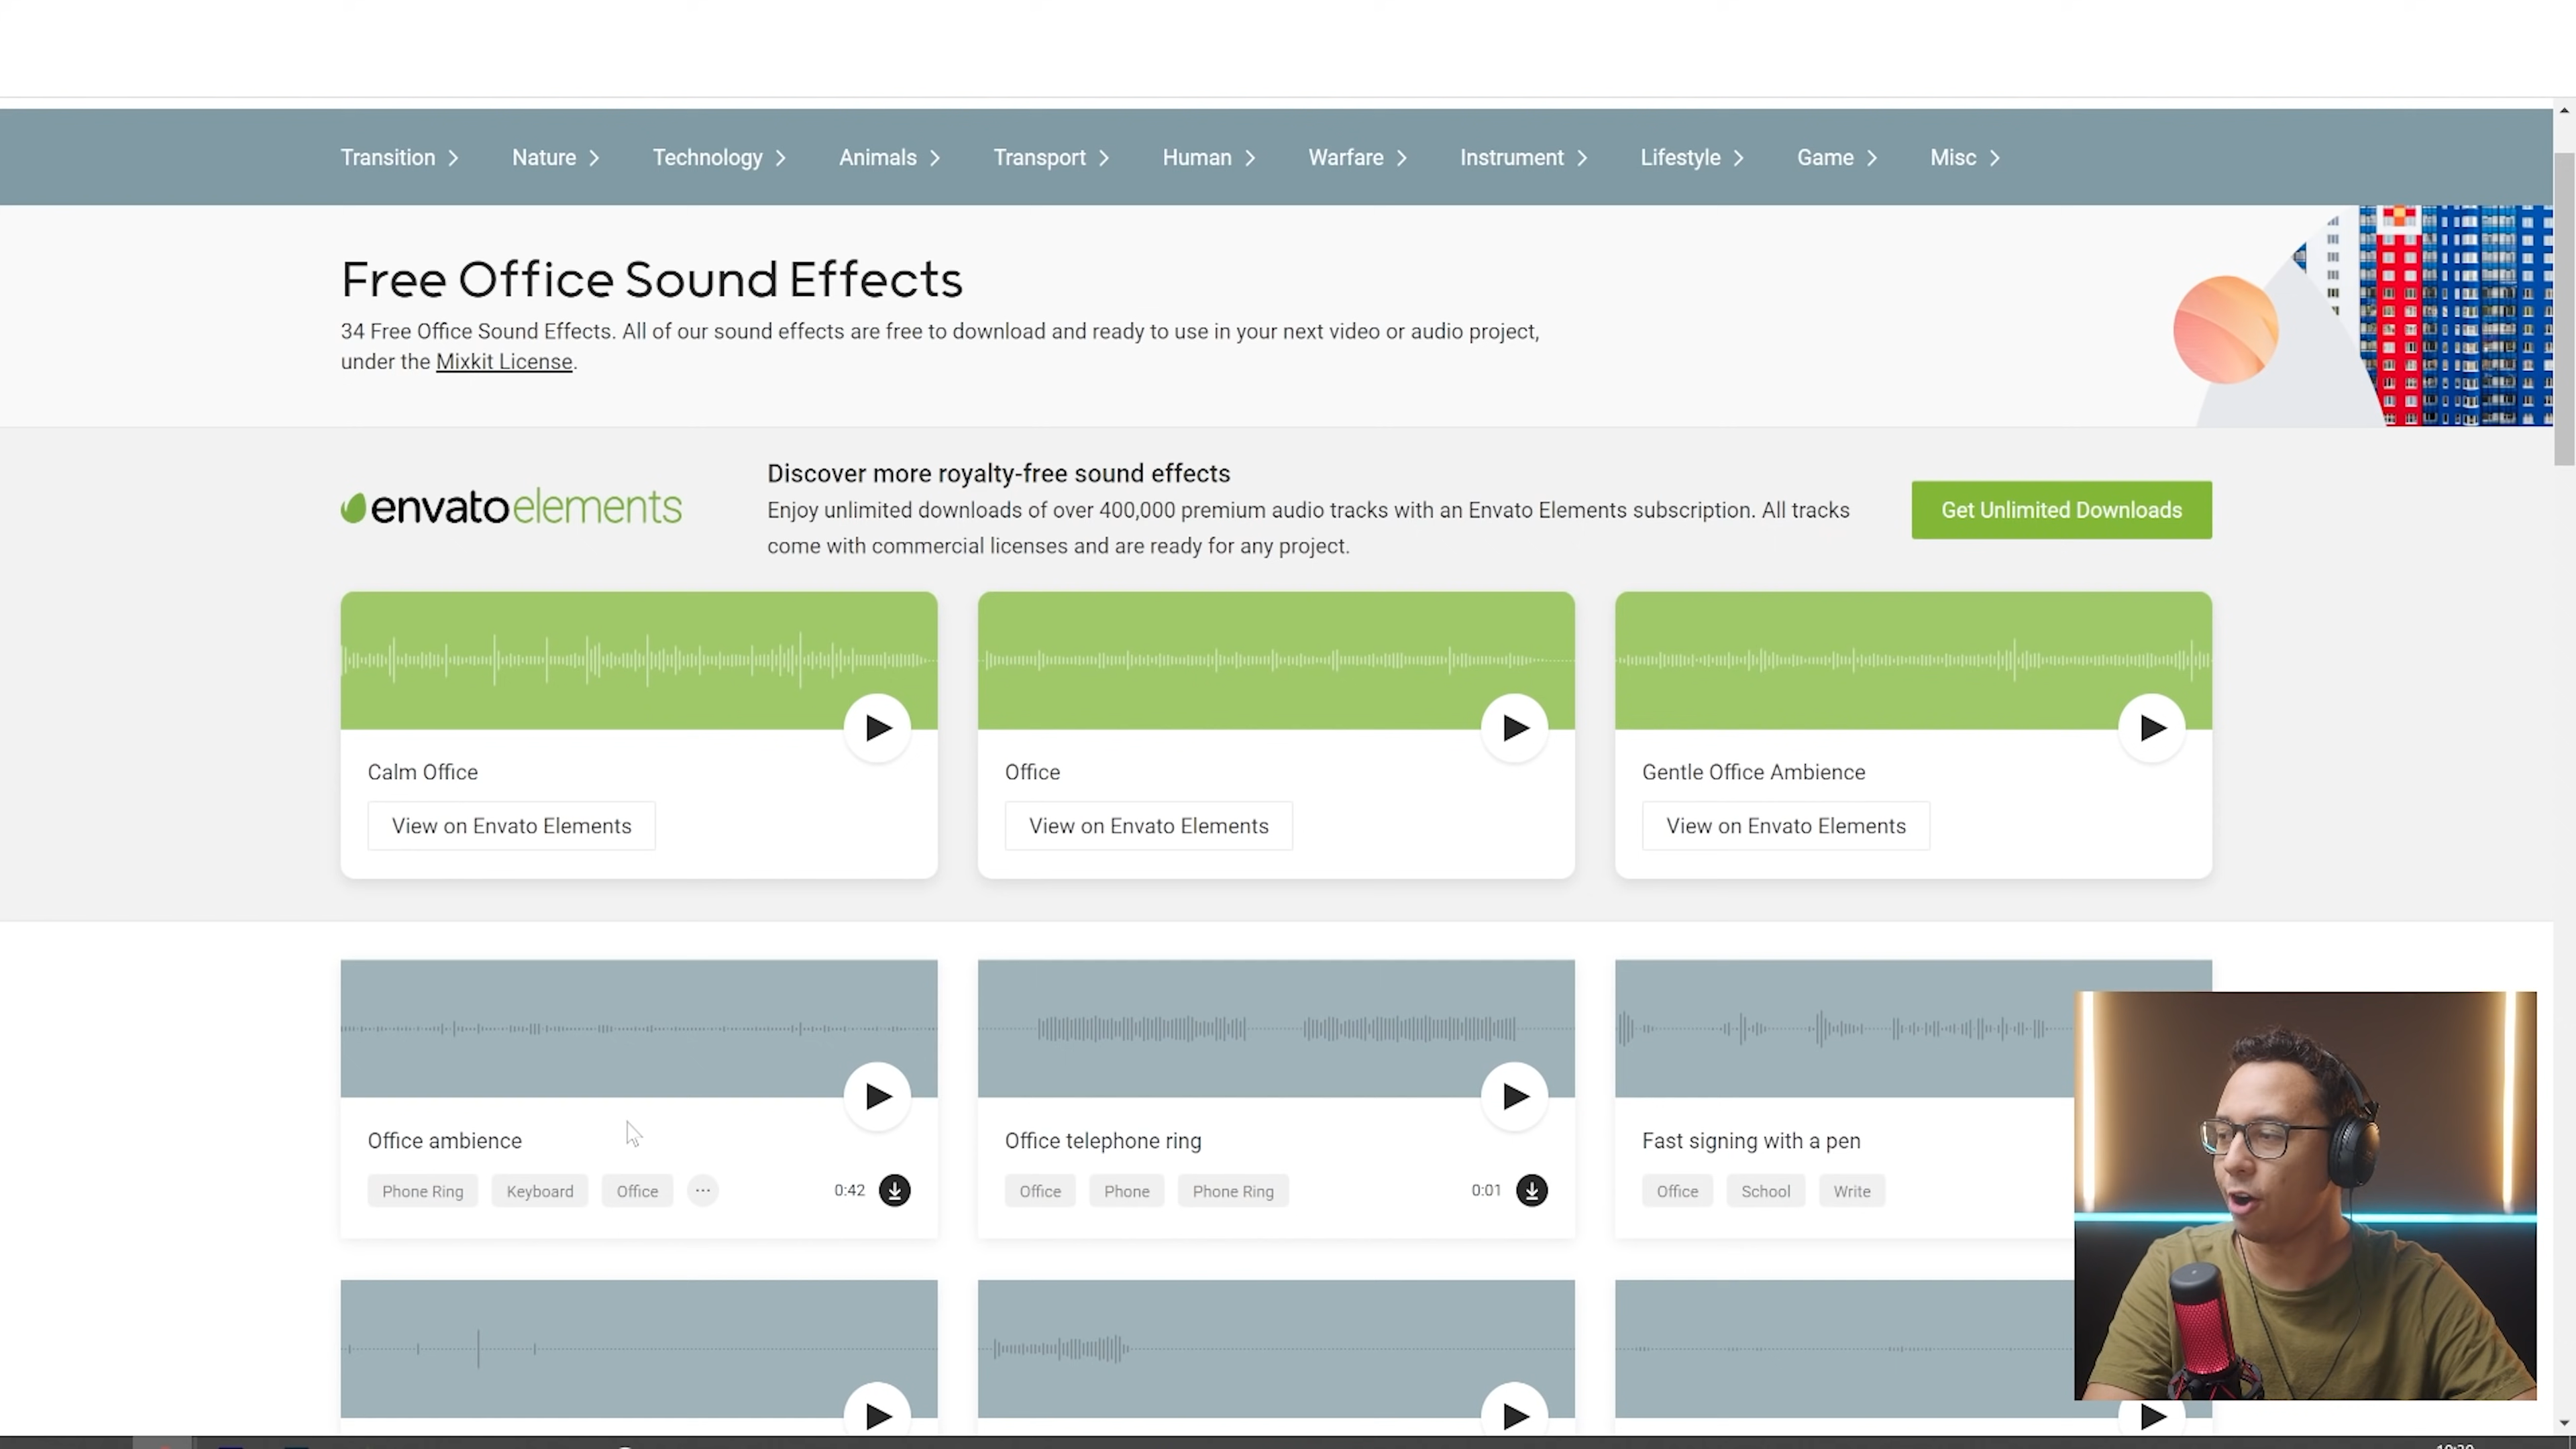 Transition
Nature
Technology
Animals
Transport
Human
Warfare
Instrument
Lifestyle
Game
Misc
Free Office Sound Effects
34 Free Office Sound Effects. All of our sound effects are free to download and ready to use in your next video or audio project,
under the Mixkit License.
envatoelements
Discover more royalty-free sound effects
Enjoy unlimited downloads of over 400,000 premium audio tracks with an Envato Elements subscription. All tracks
come with commercial licenses and are ready for any project.
Get Unlimited Downloads
Calm Office
View on Envato Elements
Office
View on Envato Elements
Gentle Office Ambience
View on Envato Elements
Office ambience
Phone Ring
Keyboard
Office
...
0:42
Office telephone ring
Office
Phone
Phone Ring
0:01
Fast signing with a pen
Office
School
Write